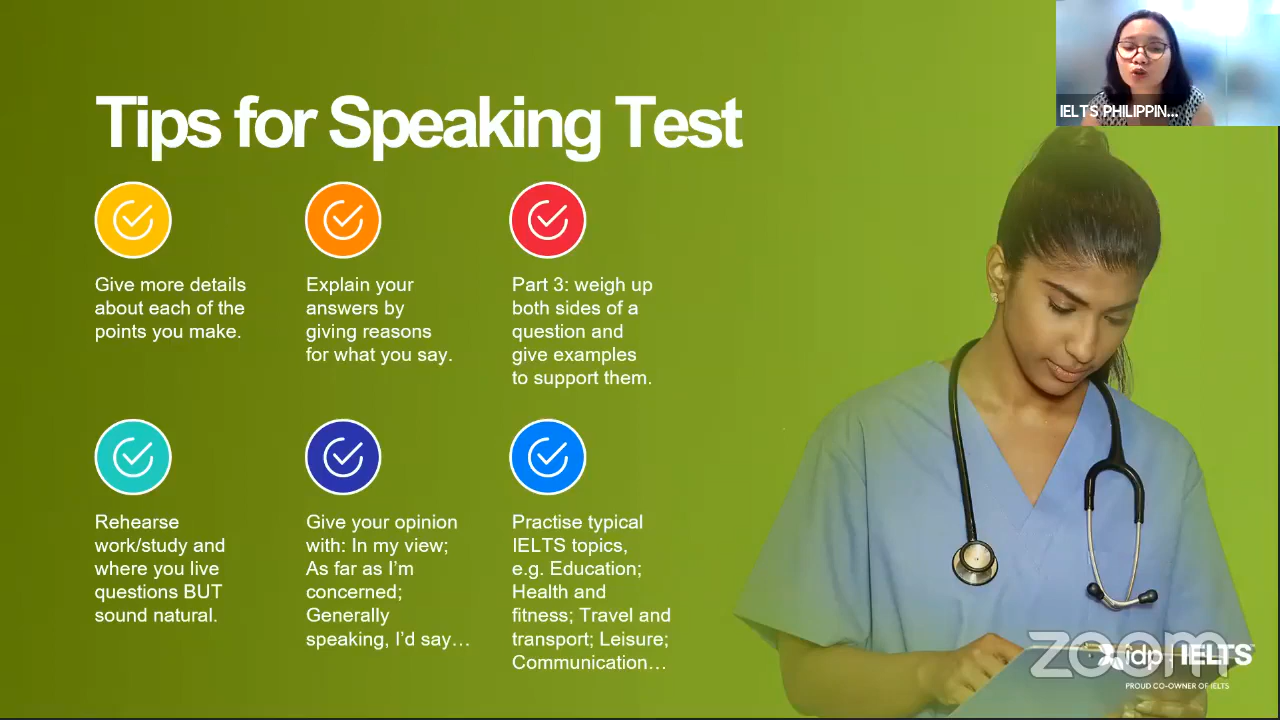 IELTS PHILIPPIN...
Tips for Speaking Test
Give more details
about each of the
points you make.
Explain your
answers by
giving reasons
for what you say.
Part 3: weigh up
both sides of a
question and
give examples
to support them.
Rehearse
work/study and
where you live
questions BUT
sound natural.
Give your opinion
with: In my view;
As far as I’m
concerned;
Generally
speaking, I’d say…
Practise typical
IELTS topics,
e.g. Education;
Health and
fitness; Travel and
transport; Leisure;
Communication…
zoom
idp IELTS
PROUD CO-OWNER OF IELTS